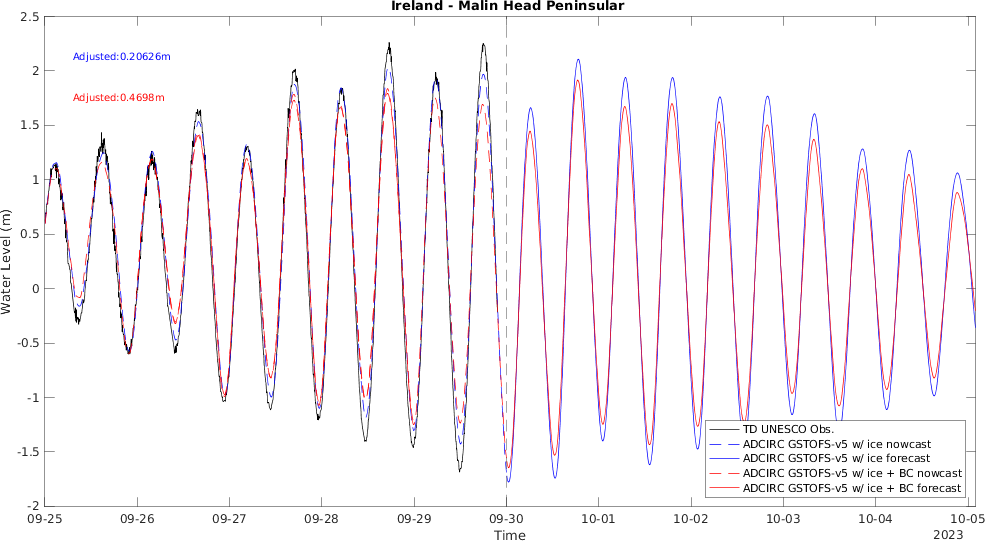 Ireland - Malin Head Peninsular
Adjusted:0.20626m
Adjusted:0.4698m
Water Level (m)
2.5
2
1.5
1
0.5
0
-0.5
-1
-1.5
-2
TD UNESCO Obs.
ADCIRC GSTOFS-v5 w/ ice nowcast
ADCIRC GSTOFS-v5 w/ ice forecast
ADCIRC GSTOFS-v5 w/ ice + BC nowcast
ADCIRC GSTOFS-v5 w/ ice + BC forecast
09-25 09-26 09-27 09-28 09-29 09-30 10-01 10-02 10-03 10-04 10-05
Time
2023